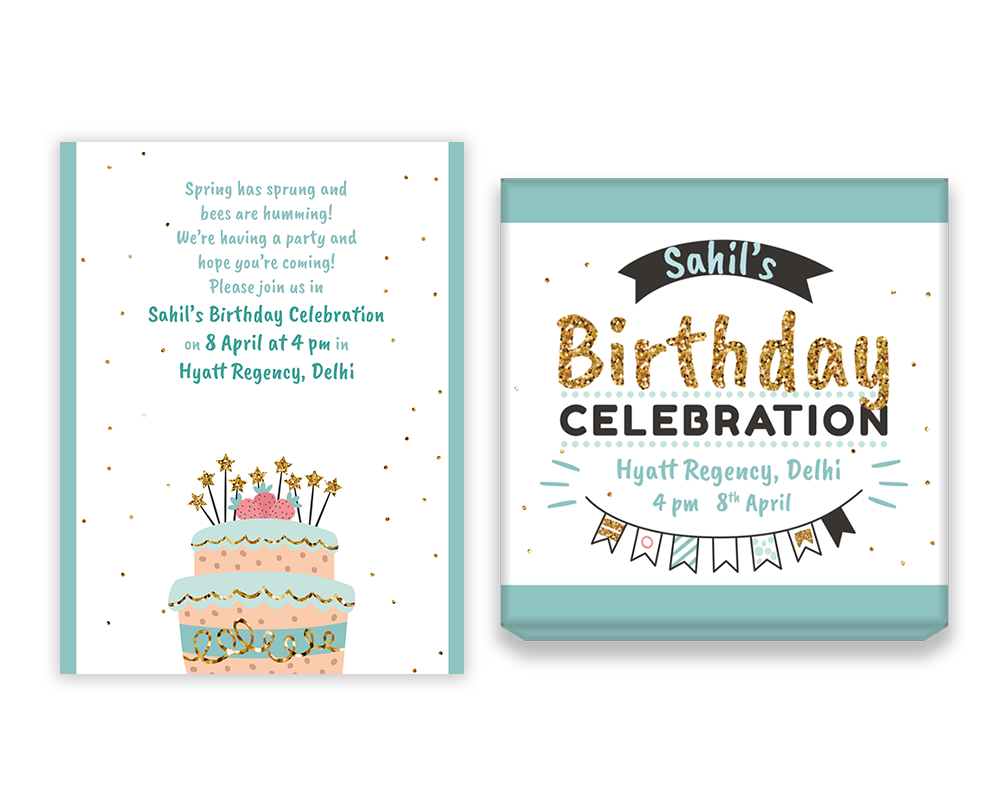 Spring has sprung and
bees are humming!
We're having a party and
hope you're coming!
Please join us in
Sahil's Birthday Celebration
on 8 April at 4 pm in
Hyatt Regency, Delhi
Sahil's
Birthday
CELEBRATION
Hyatt Regency, Delhi
4 pm 8th April